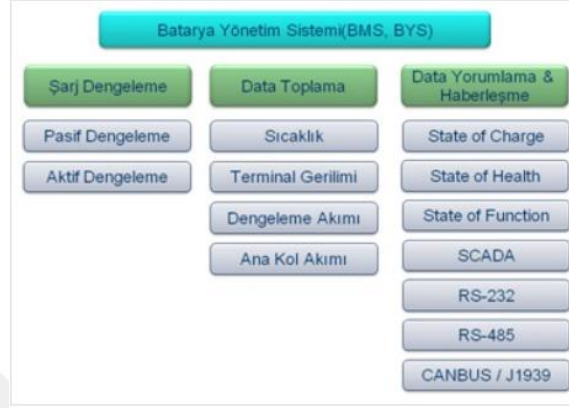 Batarya Yönetim Sistemi(BMS, BYS)
Şarj Dengeleme
Pasif Dengeleme
Aktif Dengeleme
Data Toplama
Sıcaklık
Terminal Gerilimi
Dengeleme Akımı
Ana Kol Akımı
Data Yorumlama &
Haberleşme
State of Charge
State of Health
State of Function
SCADA
RS-232
RS-485
CANBUS / J1939